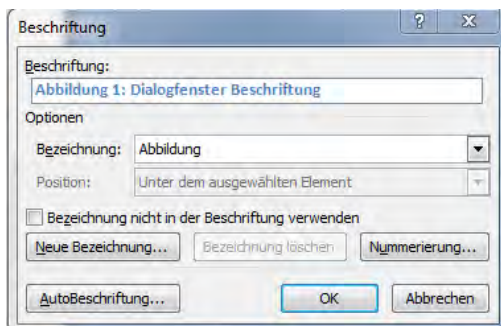 Beschriftung
Beschriftung:
Abbildung 1: Dialogfenster Beschriftung
Optionen
Bezeichnung: Abbildung
Position: Unter dem ausgewählten Element
Bezeichnung nicht in der Beschriftung verwenden
Neue Bezeichnung... Bezeichnung löschen Nummerierung...
AutoBeschriftung... OK Abbrechen